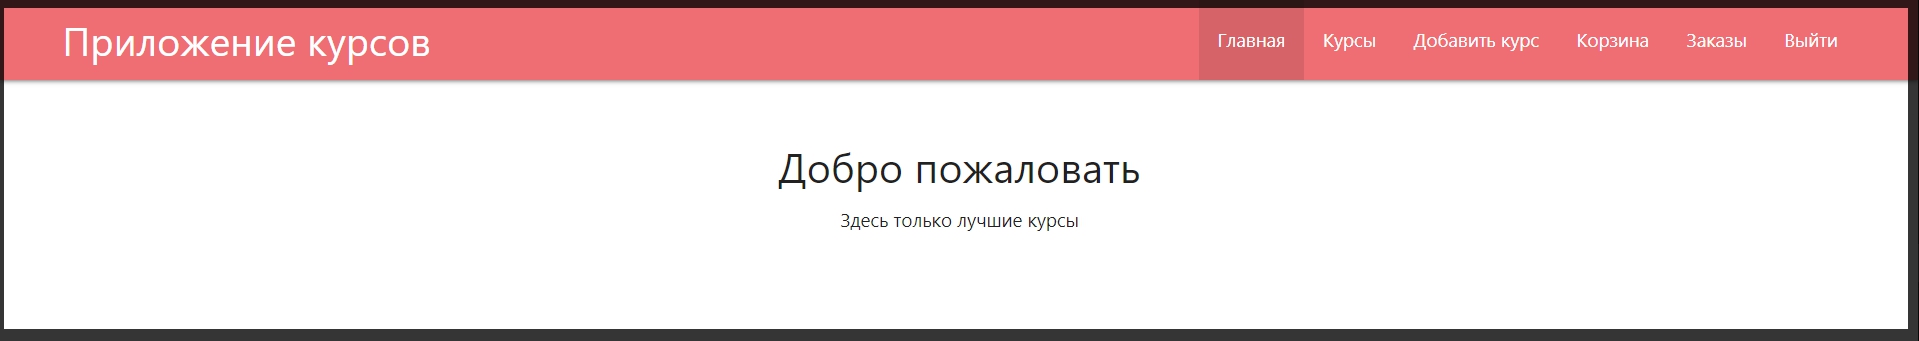 Приложение курсов
Главная Курсы Добавить курс Корзина Заказы Выйти
Добро пожаловать
Здесь только лучшие курсы